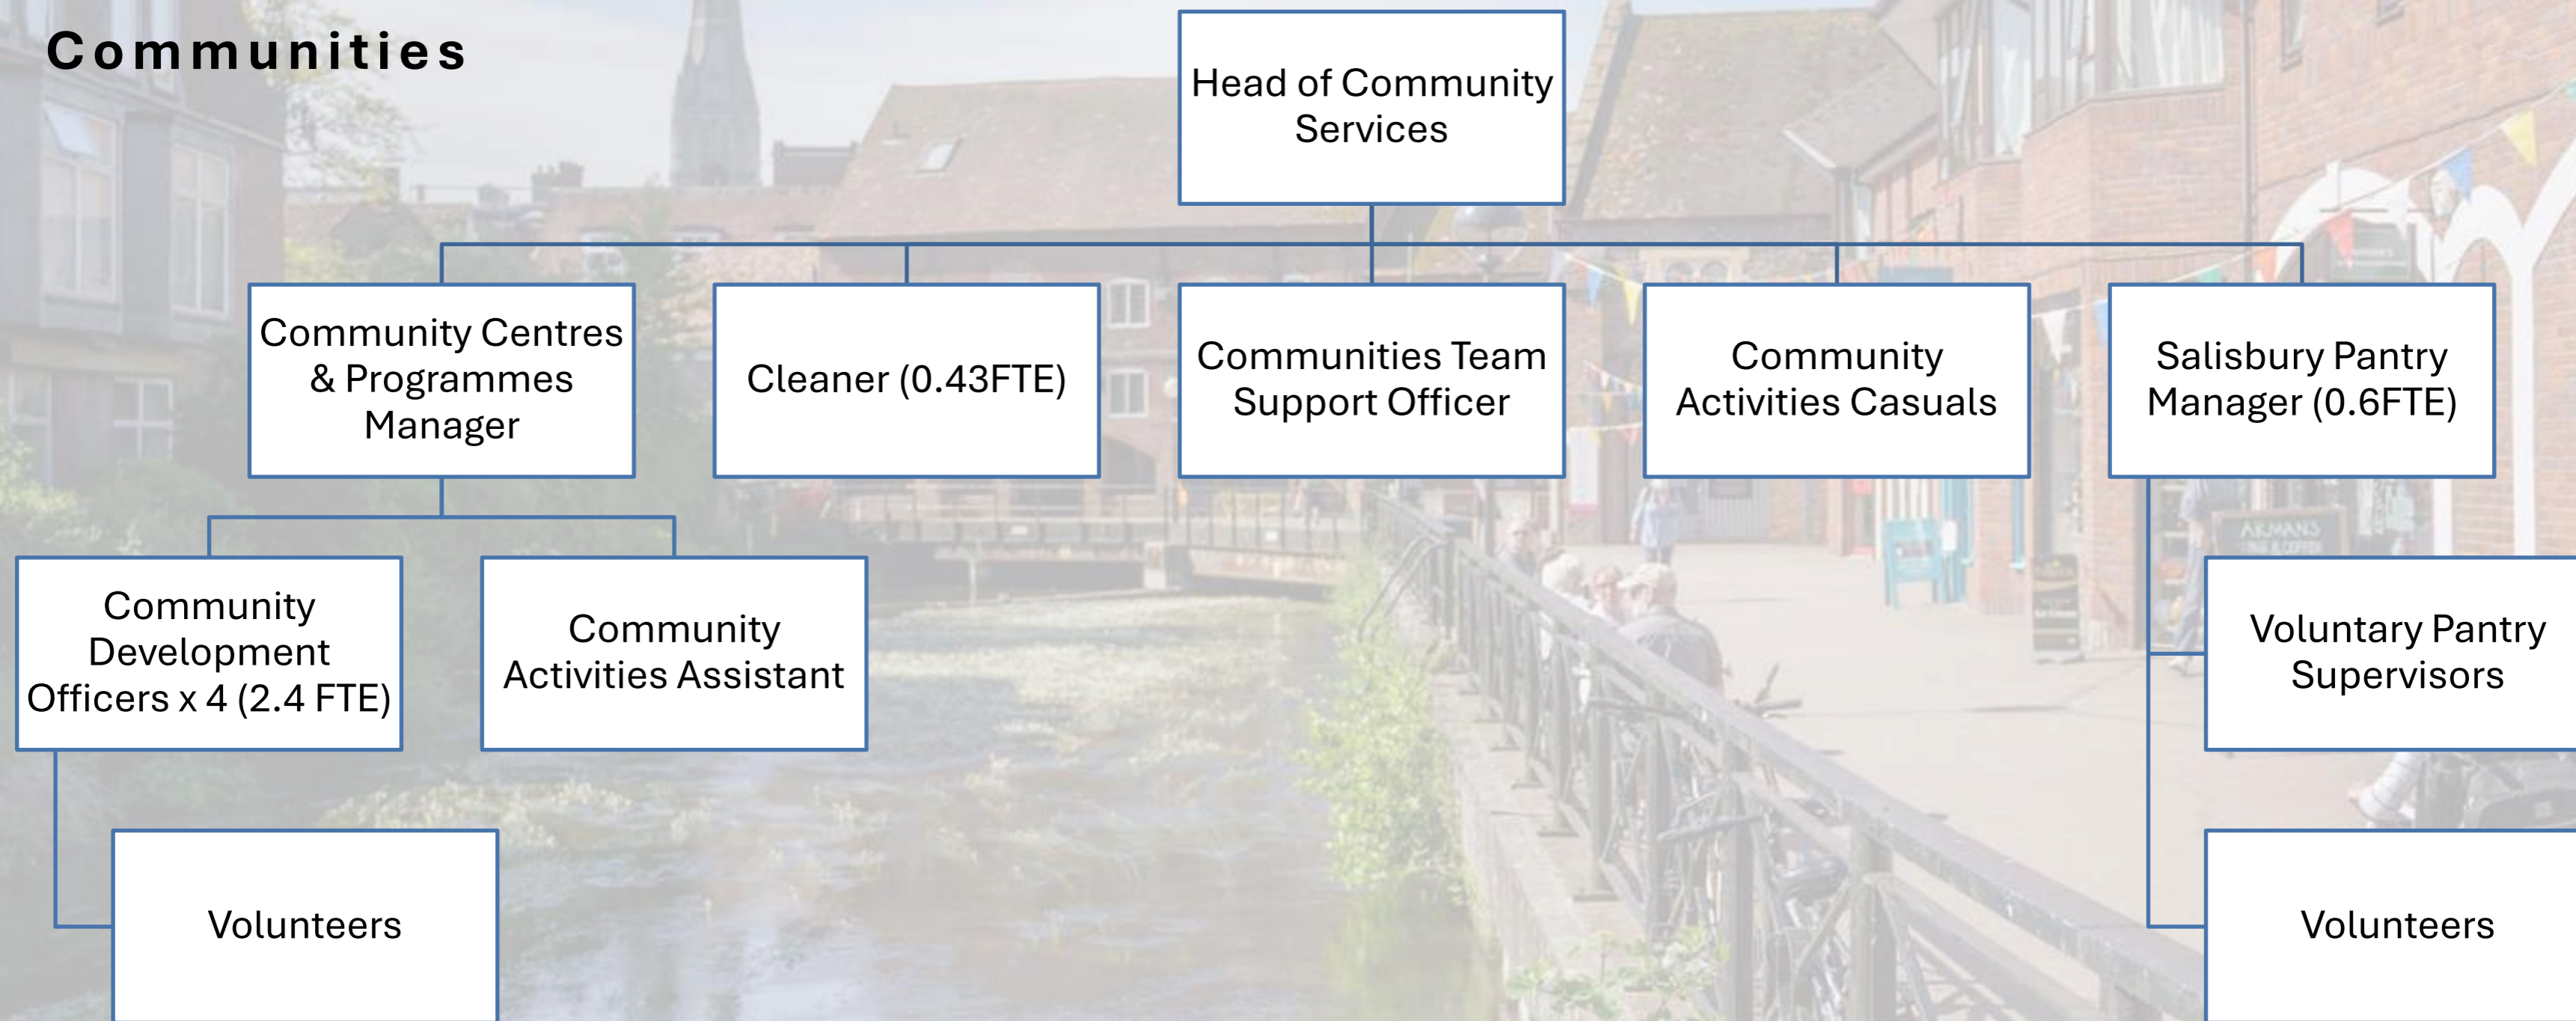 Communities
Head of Community
Services
Community Centres
& Programmes
Manager
Cleaner (0.43FTE)
Communities Team
Support Officer
Community
Activities Casuals
Salisbury Pantry
Manager (0.6FTE)
Community
Development
Officers x 4 (2.4 FTE)
Community
Activities Assistant
Voluntary Pantry
Supervisors
Volunteers
Volunteers
AKMANS